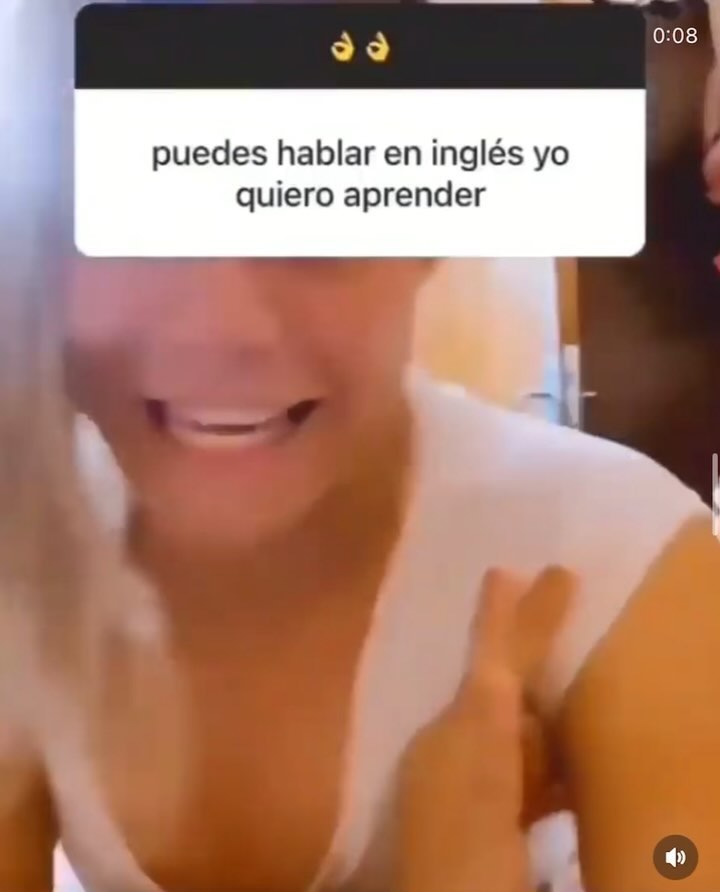 👌👌
0:08
puedes hablar en inglés yo
quiero aprender